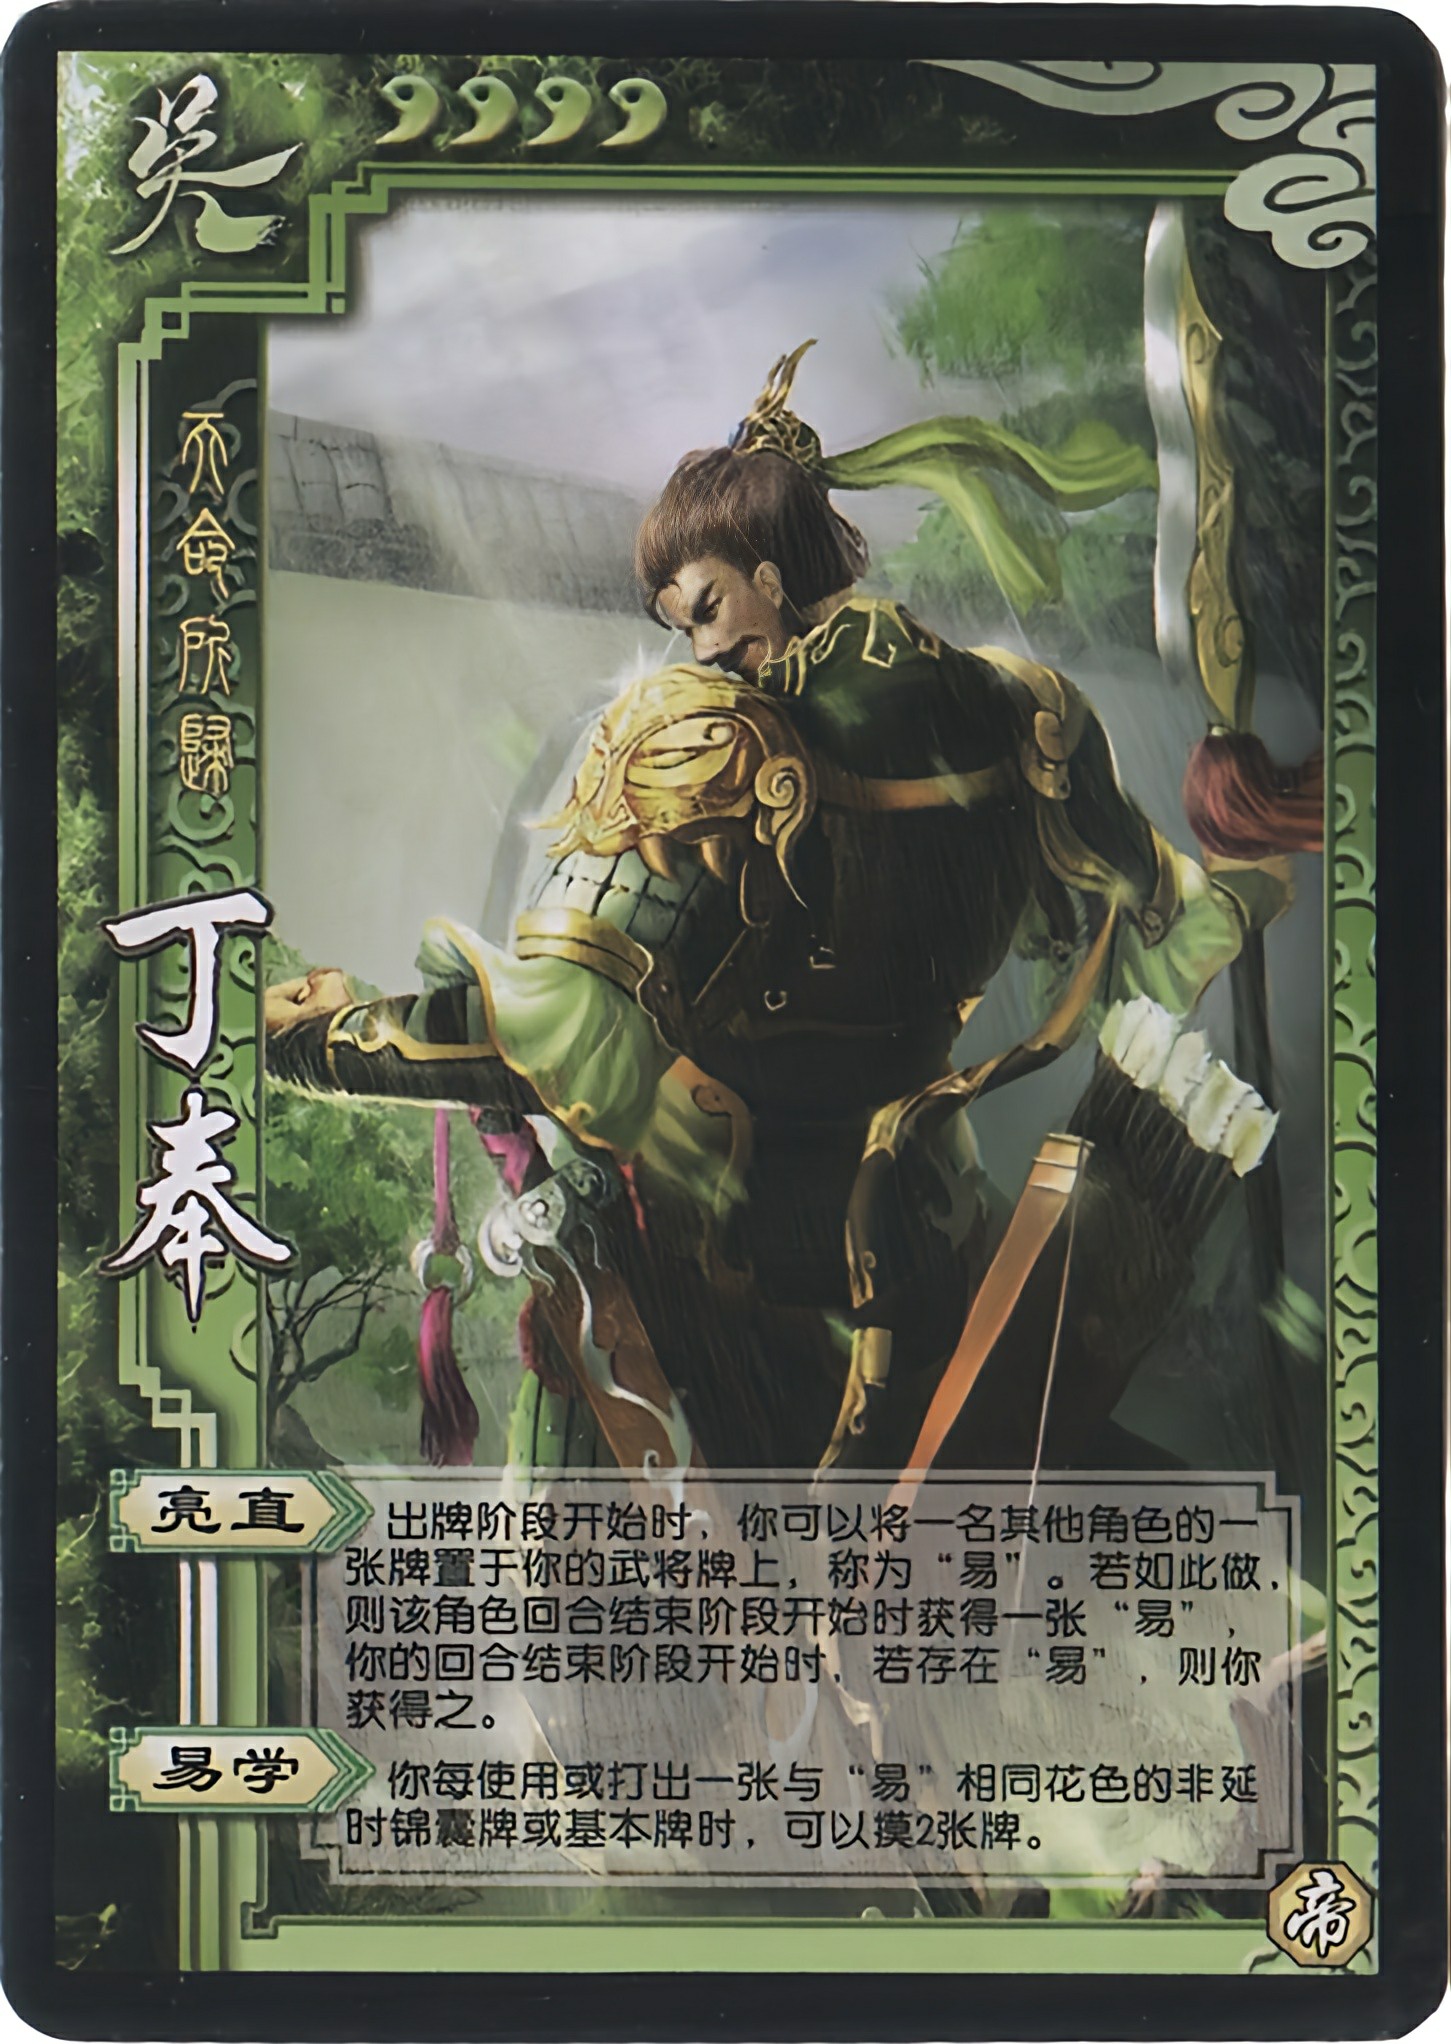 吴
天命所歸
丁奉
亮直
出牌阶段开始时，你可以将一名其他角色的一
张牌置于你的武将牌上，称为“易”。若如此做，
则该角色回合结束阶段开始时获得一张“易”，
你的回合结束阶段开始时，若存在“易”，则你
获得之。
易学
你每使用或打出一张与“易”相同花色的非延
时锦囊牌或基本牌时，可以摸2张牌。
帝